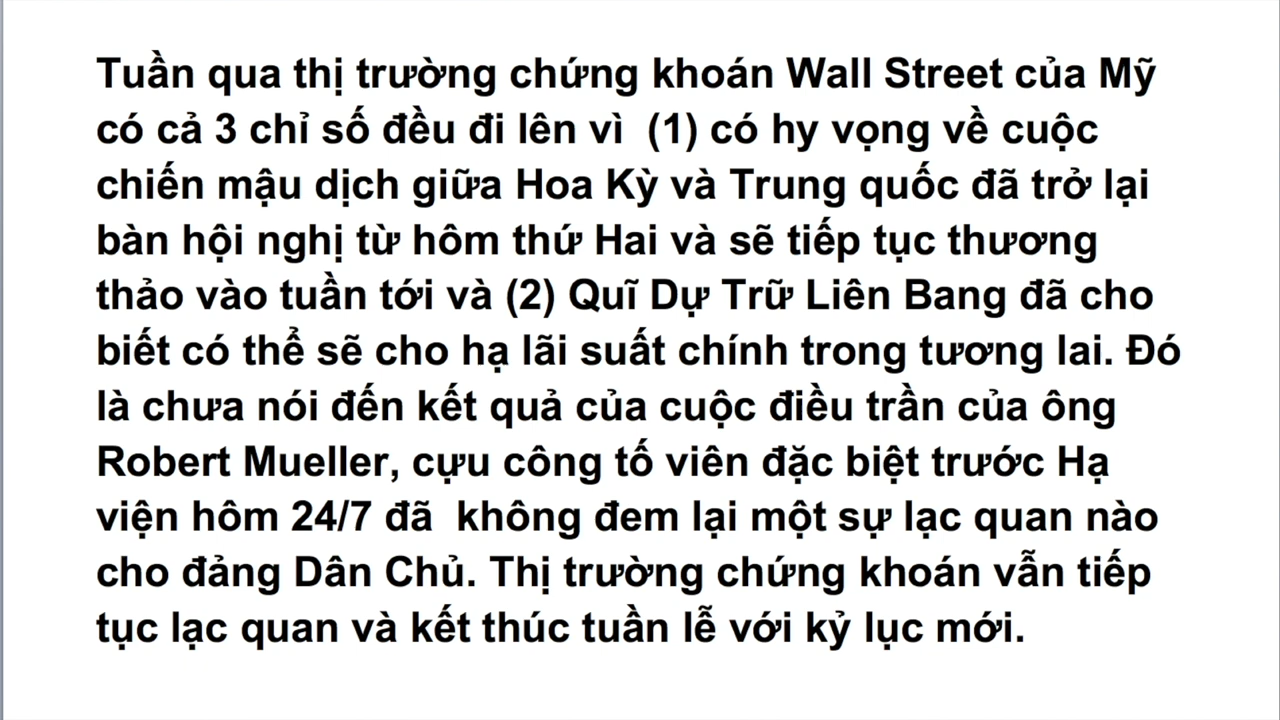 Tuần qua thị trường chứng khoán Wall Street của Mỹ
có cả 3 chỉ số đều đi lên vì  (1) có hy vọng về cuộc
chiến mậu dịch giữa Hoa Kỳ và Trung quốc đã trở lại
bàn hội nghị từ hôm thứ Hai và sẽ tiếp tục thương
thảo vào tuần tới và (2) Quĩ Dự Trữ Liên Bang đã cho
biết có thể sẽ cho hạ lãi suất chính trong tương lai. Đó
là chưa nói đến kết quả của cuộc điều trần của ông
Robert Mueller, cựu công tố viên đặc biệt trước Hạ
viện hôm 24/7 đã  không đem lại một sự lạc quan nào
cho đảng Dân Chủ. Thị trường chứng khoán vẫn tiếp
tục lạc quan và kết thúc tuần lễ với kỷ lục mới.